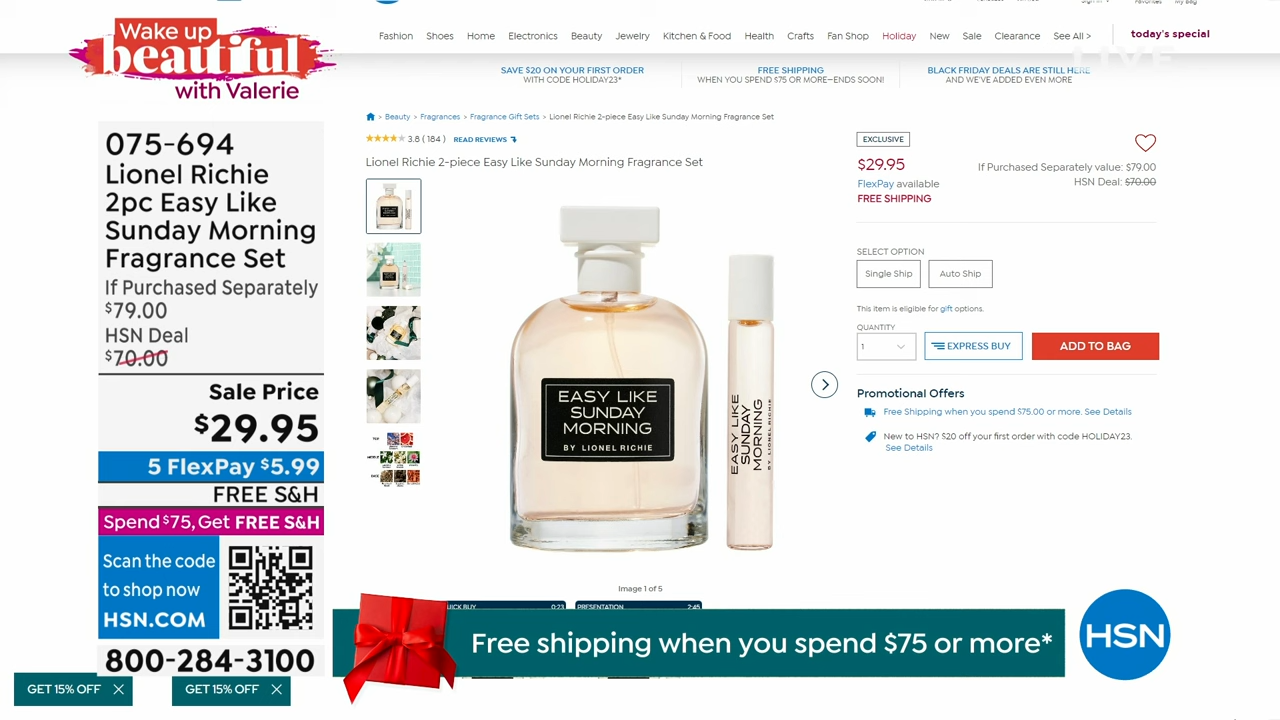 Wake up
beautiful
with Valerie
Fashion Shoes Home Electronics Beauty Jewelry Kitchen & Food Health Crafts Fan Shop Holiday New Sale Clearance See All >
today's special
LIVE
SAVE $20 ON YOUR FIRST ORDER
WITH CODE HOLIDAY23*
FREE SHIPPING
WHEN YOU SPEND $75 OR MORE—ENDS SOON!
BLACK FRIDAY DEALS ARE STILL HERE
AND WE'VE ADDED EVEN MORE
075-694
Lionel Richie
2pc Easy Like
Sunday Morning
Fragrance Set
If Purchased Separately
$79.00
HSN Deal
$70.00
Sale Price
$29.95
5 FlexPay $5.99
FREE S&H
Spend $75, Get FREE S&H
Scan the code
to shop now
HSN.COM
800-284-3100
GET 15% OFF
GET 15% OFF
> Beauty > Fragrances > Fragrance Gift Sets > Lionel Richie 2-piece Easy Like Sunday Morning Fragrance Set
3.8 ( 184 ) READ REVIEWS
Lionel Richie 2-piece Easy Like Sunday Morning Fragrance Set
EASY LIKE
SUNDAY
MORNING
BY LIONEL RICHIE
EASY LIKE
SUNDAY
MORNING
BY LIONEL RICHIE
Image 1 of 5
EXCLUSIVE
$29.95
If Purchased Separately value: $79.00
FlexPay available
HSN Deal: $70.00
FREE SHIPPING
SELECT OPTION
Single Ship
Auto Ship
This item is eligible for gift options.
QUANTITY
1
EXPRESS BUY
ADD TO BAG
Promotional Offers
Free Shipping when you spend $75.00 or more. See Details
New to HSN? $20 off your first order with code HOLIDAY23.
See Details
QUICK BUY 0:23
PRESENTATION 2:45
Free shipping when you spend $75 or more*
HSN